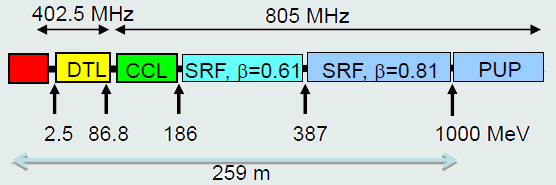 402.5 MHz 805 MHz
DTL CCL SRF, β=0.61 SRF, β=0.81 PUP
2.5 86.8 186 387 1000 MeV
259 m